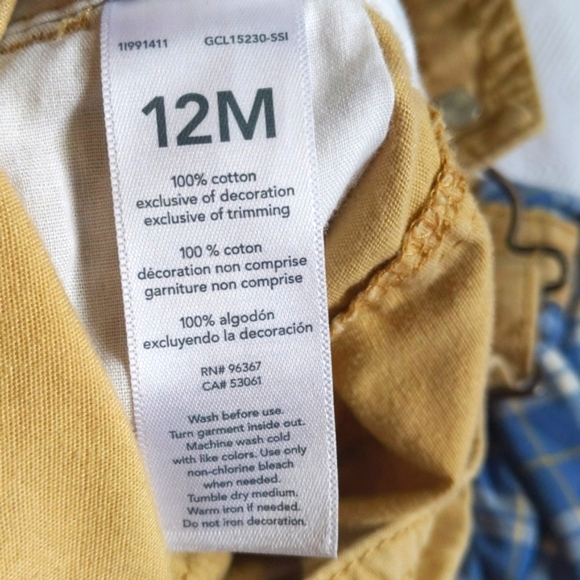 1I991411 GCL15230-SSI
12M
100% cotton
exclusive of decoration
exclusive of trimming
100 % coton
décoration non comprise
garniture non comprise
100% algodón
excluyendo la decoración
RN# 96367
CA# 53061
Wash before use.
Turn garment inside out.
Machine wash cold
with like colors. Use only
non-chlorine bleach
when needed.
Tumble dry medium.
Warm iron if needed.
Do not iron decoration.